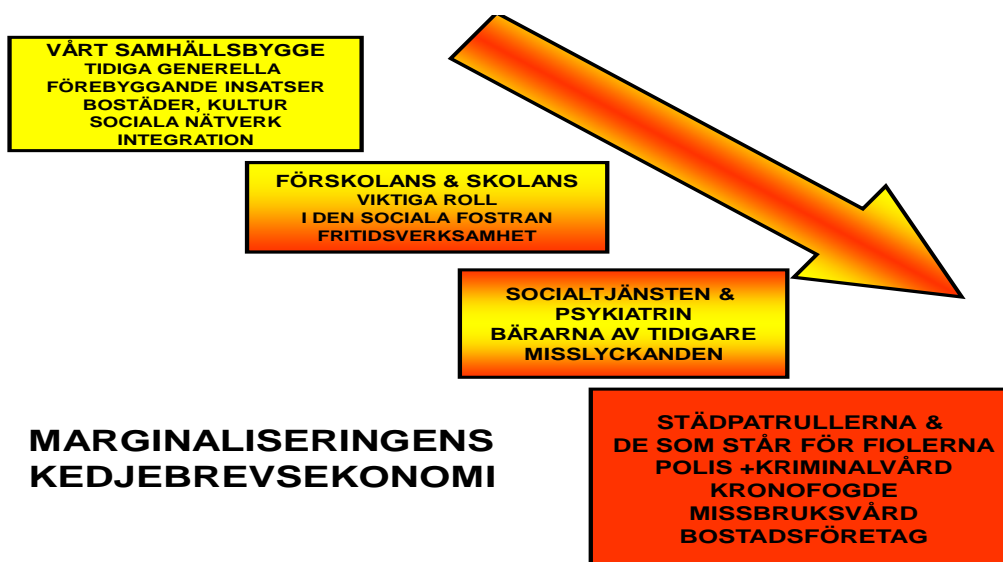 VÅRT SAMHÄLLSBYGGE
TIDIGA GENERELLA
FÖREBYGGANDE INSATSER
BOSTÄDER, KULTUR
SOCIALA NÄTVERK
INTEGRATION
FÖRSKOLANS & SKOLANS
VIKTIGA ROLL
I DEN SOCIALA FOSTRAN
FRITIDSVERKSAMHET
SOCIALTJÄNSTEN &
PSYKIATRIN
BÄRARNA AV TIDIGARE
MISSLYCKANDEN
MARGINALISERINGENS
KEDJEBREVSEKONOMI
STÄDPATRULLERNA &
DE SOM STÅR FÖR FIOLERNA
POLIS +KRIMINALVÅRD
KRONOFOGDE
MISSBRUKSVÅRD
BOSTADSFÖRETAG